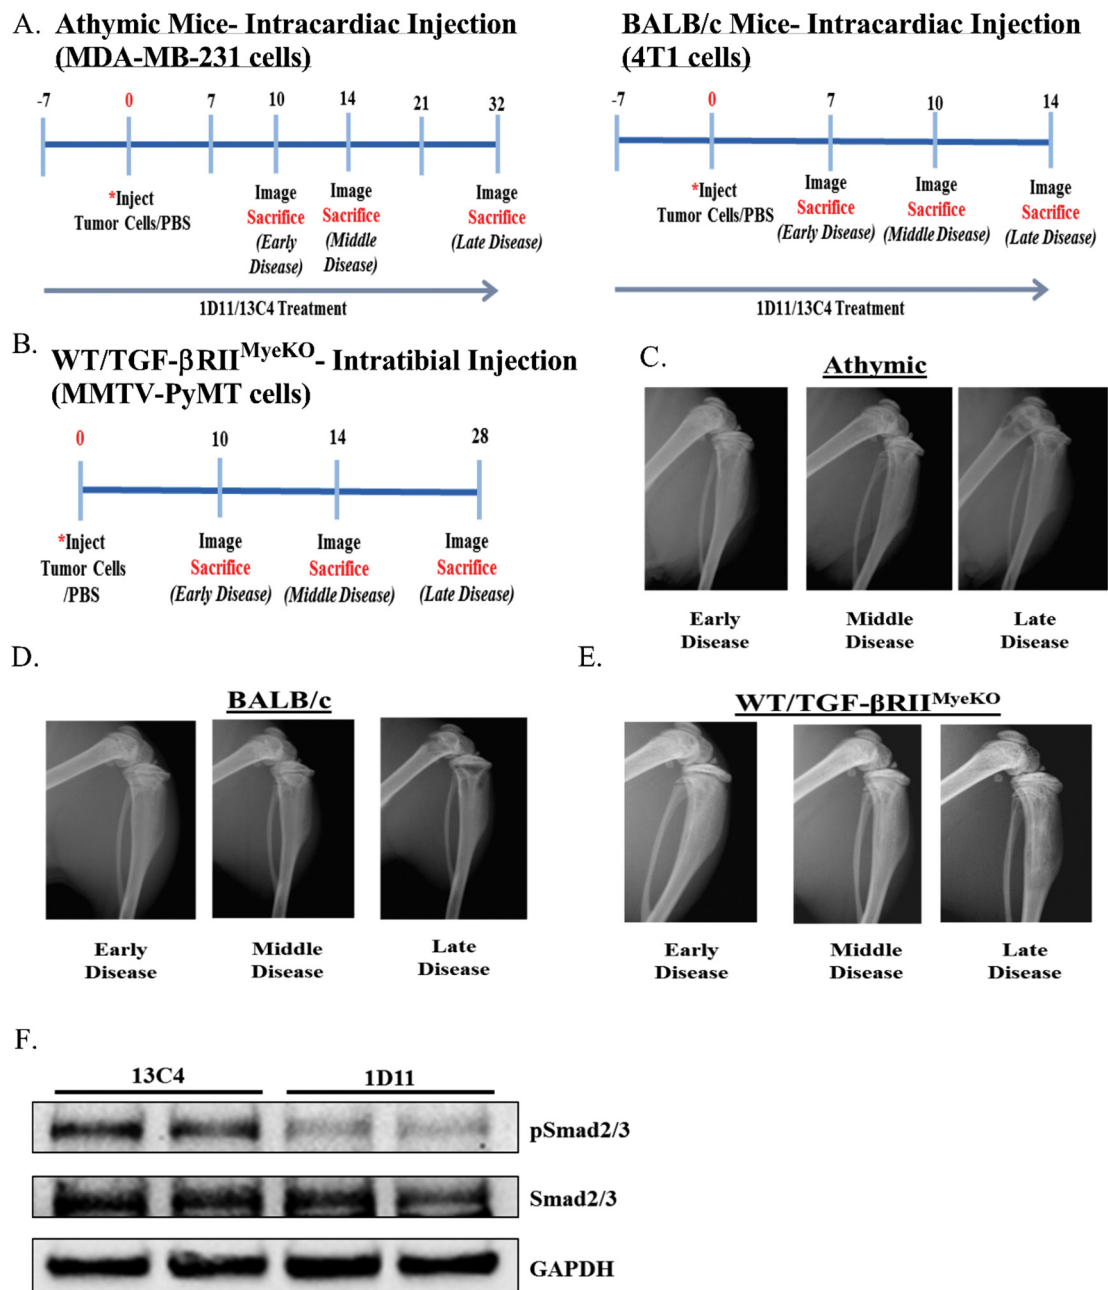 A. Athymic Mice- Intracardiac Injection
(MDA-MB-231 cells)
-7 0 7 10 14 21 32
*Inject
Tumor Cells/PBS
Image
Sacrifice
(Early
Disease)
Image
Sacrifice
(Middle
Disease)
Image
Sacrifice
(Late Disease)
1D11/13C4 Treatment
BALB/c Mice- Intracardiac Injection
(4T1 cells)
-7 0 7 10 14
*Inject
Tumor Cells/PBS
Image
Sacrifice
(Early Disease)
Image
Sacrifice
(Middle Disease)
Image
Sacrifice
(Late Disease)
1D11/13C4 Treatment
B. WT/TGF-βRII^MyeKO- Intratibial Injection
(MMTV-PyMT cells)
0 10 14 28
*Inject
Tumor Cells
/PBS
Image
Sacrifice
(Early Disease)
Image
Sacrifice
(Middle Disease)
Image
Sacrifice
(Late Disease)
C.
Athymic
Early
Disease
Middle
Disease
Late
Disease
D.
BALB/c
Early
Disease
Middle
Disease
Late
Disease
E.
WT/TGF-βRII^MyeKO
Early
Disease
Middle
Disease
Late
Disease
F.
13C4 1D11
pSmad2/3
Smad2/3
GAPDH